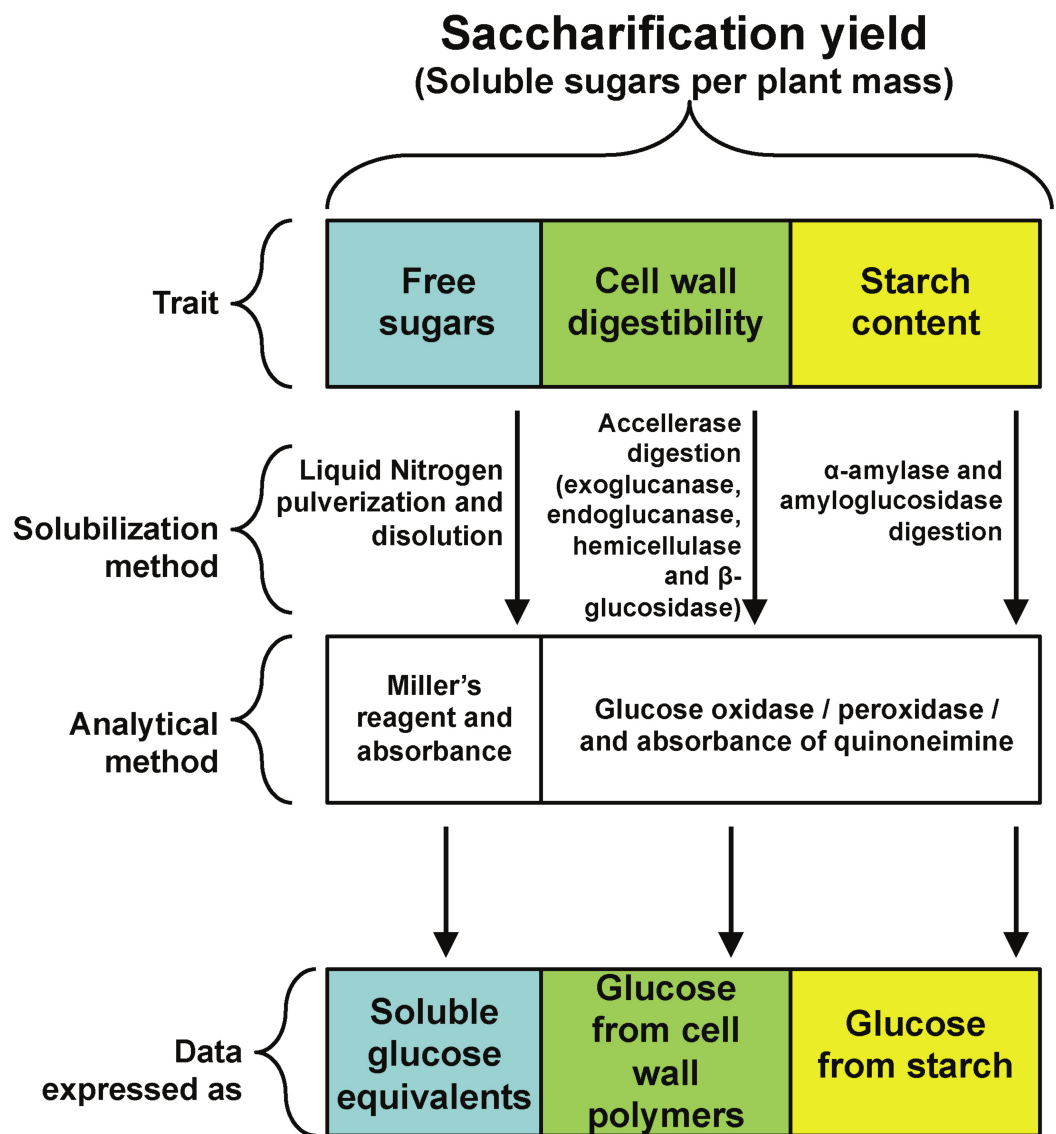 Saccharification yield
(Soluble sugars per plant mass)
Trait
Free
sugars
Cell wall
digestibility
Starch
content
Solubilization
method
Liquid Nitrogen
pulverization and
disolution
Accellerase
digestion
(exoglucanase,
endoglucanase,
hemicellulase
and β-
glucosidase)
α-amylase and
amyloglucosidase
digestion
Analytical
method
Miller's
reagent and
absorbance
Glucose oxidase / peroxidase /
and absorbance of quinoneimine
Data
expressed as
Soluble
glucose
equivalents
Glucose
from cell
wall
polymers
Glucose
from starch